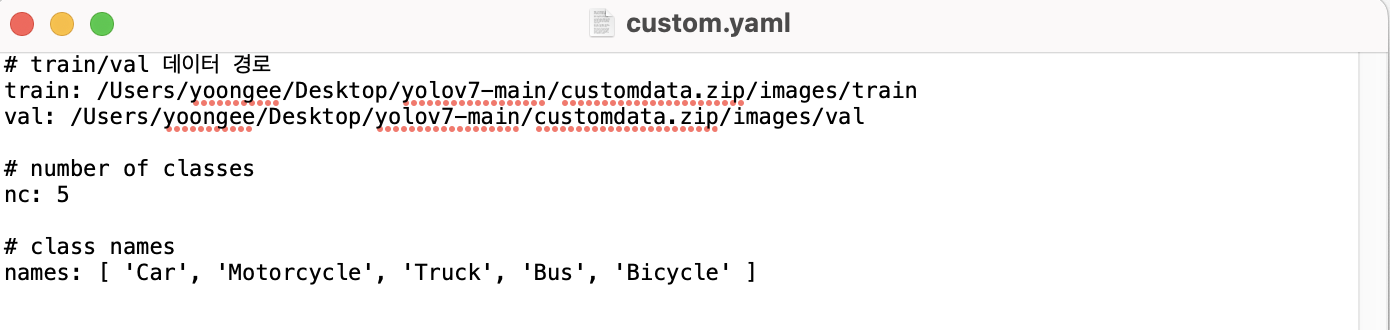 custom.yaml
# train/val 데이터 경로
train: /Users/yoongee/Desktop/yolov7-main/customdata.zip/images/train
val: /Users/yoongee/Desktop/yolov7-main/customdata.zip/images/val
# number of classes
nc: 5
# class names
names: [ 'Car', 'Motorcycle', 'Truck', 'Bus', 'Bicycle' ]